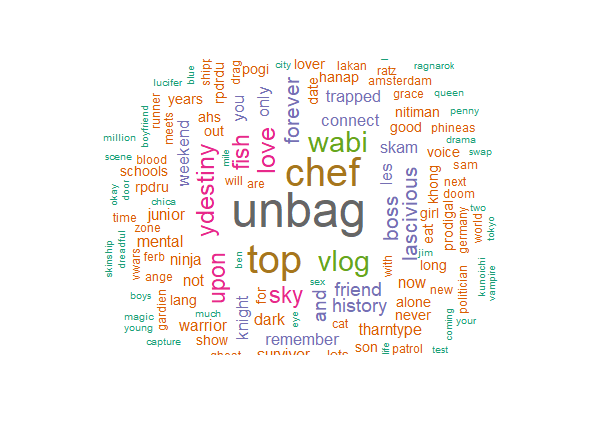 city lover lakan ragnarok
lucifer blue shipp drag pogi hanap ratz amsterdam
rpdrdu years you only forever date trapped grace queen
runner meets ahs out connect nitiman penny
million boyfriend weekend fish love wabi good phineas
scene blood schools skam voice drama swap
okay door rpdru ydestiny mile will are chef les khong sam next doom
chica unbag boss lascivious girl prodigal two
time junior zone eat germany world tokyo
skinship dreadful mental upon ben top vlog with jim
vwars ferb ninja long
ange not sky sex friend now new politician kunoichi vampire
boys lang for and history alone
magic gardien much knight eye never your
young warrior dark cat tharntype coming
capture show remember son life patrol test
survivor lets